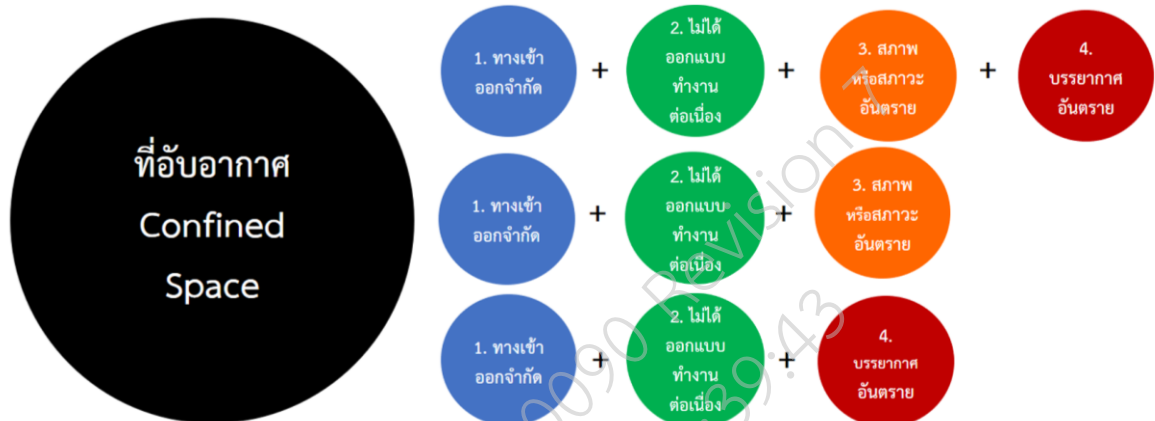 ที่อับอากาศ
Confined
Space
1. ทางเข้า
ออกจำกัด
+
2. ไม่ได้
ออกแบบ
ทำงาน
ต่อเนื่อง
+
3. สภาพ
หรือสภาวะ
อันตราย
+
4.
บรรยากาศ
อันตราย
1. ทางเข้า
ออกจำกัด
+
2. ไม่ได้
ออกแบบ
ทำงาน
ต่อเนื่อง
+
3. สภาพ
หรือสภาวะ
อันตราย
1. ทางเข้า
ออกจำกัด
+
2. ไม่ได้
ออกแบบ
ทำงาน
ต่อเนื่อง
+
4.
บรรยากาศ
อันตราย
0090 Revision 7
39:43